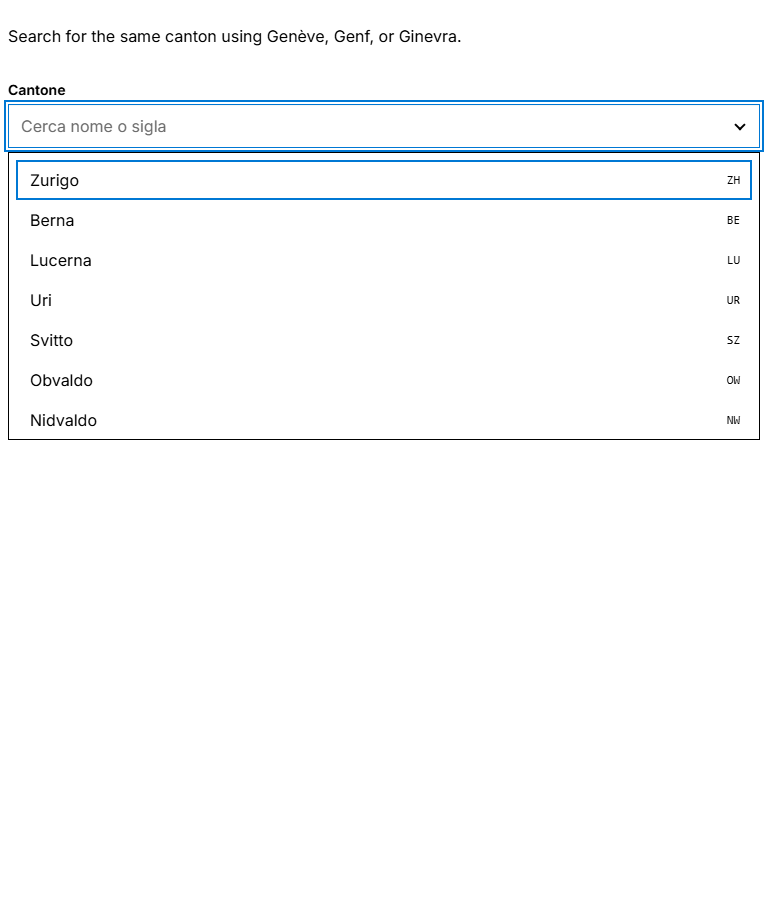 Search for the same canton using Genève, Genf, or Ginevra.
Cantone
Cerca nome o sigla
Zurigo ZH
Berna BE
Lucerna LU
Uri UR
Svitto SZ
Obvaldo OW
Nidvaldo NW